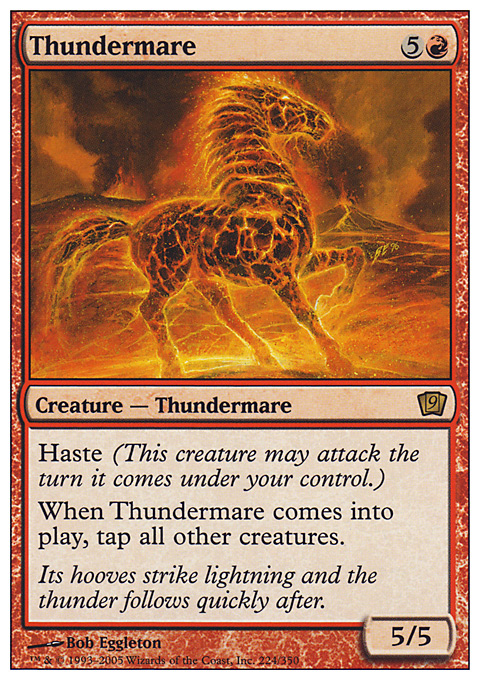 Thundermare 5
Creature — Thundermare 9
Haste (This creature may attack the
turn it comes under your control.)
When Thundermare comes into
play, tap all other creatures.
Its hooves strike lightning and the
thunder follows quickly after.
Bob Eggleton
5/5
™ & © 1993-2005 Wizards of the Coast, Inc. 224/350